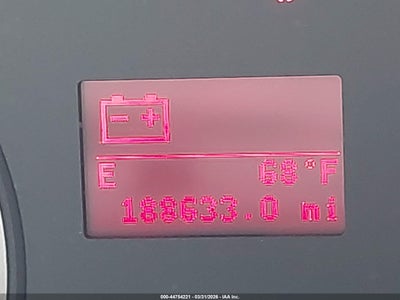 - +
E 68°F
188633.0 mi
000-44754221 - 03/31/2026 - IAA Inc.